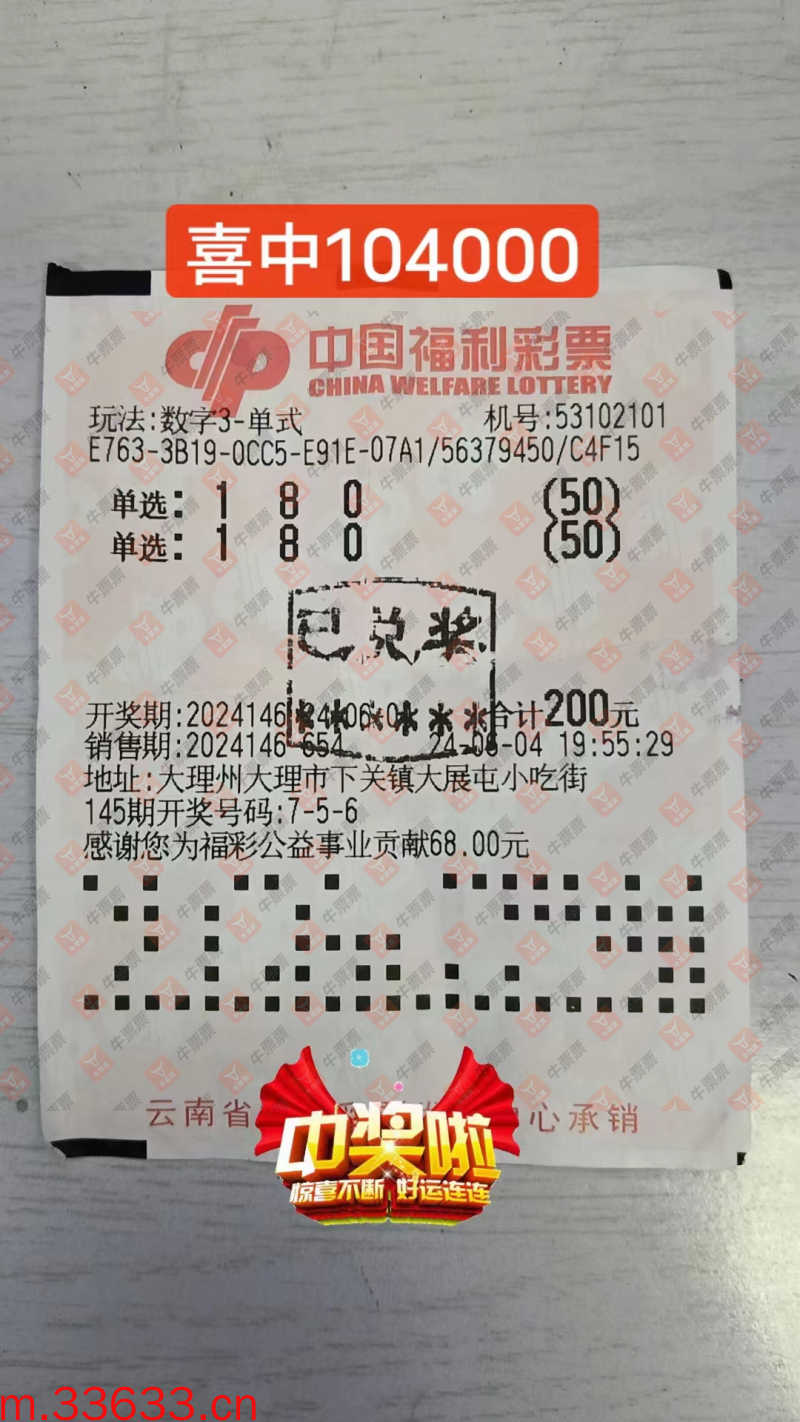 喜中104000
中国福利彩票
CHINA WELFARE LOTTERY
玩法:数字3-单式 机号:53102101
E763-3B19-0CC5-E91E-07A1/56379450/C4F15
单选: 1 8 0 (50)
单选: 1 8 0 (50)
已兑奖
开奖期:2024146 合计200元
销售期:2024146 24-06-04 19:55:29
地址:大理州大理市下关镇大展屯小吃街
145期开奖号码:7-5-6
感谢您为福彩公益事业贡献68.00元
云南省 心承销
中奖啦
惊喜不断 好运连连
牛票票
m.33633.cn